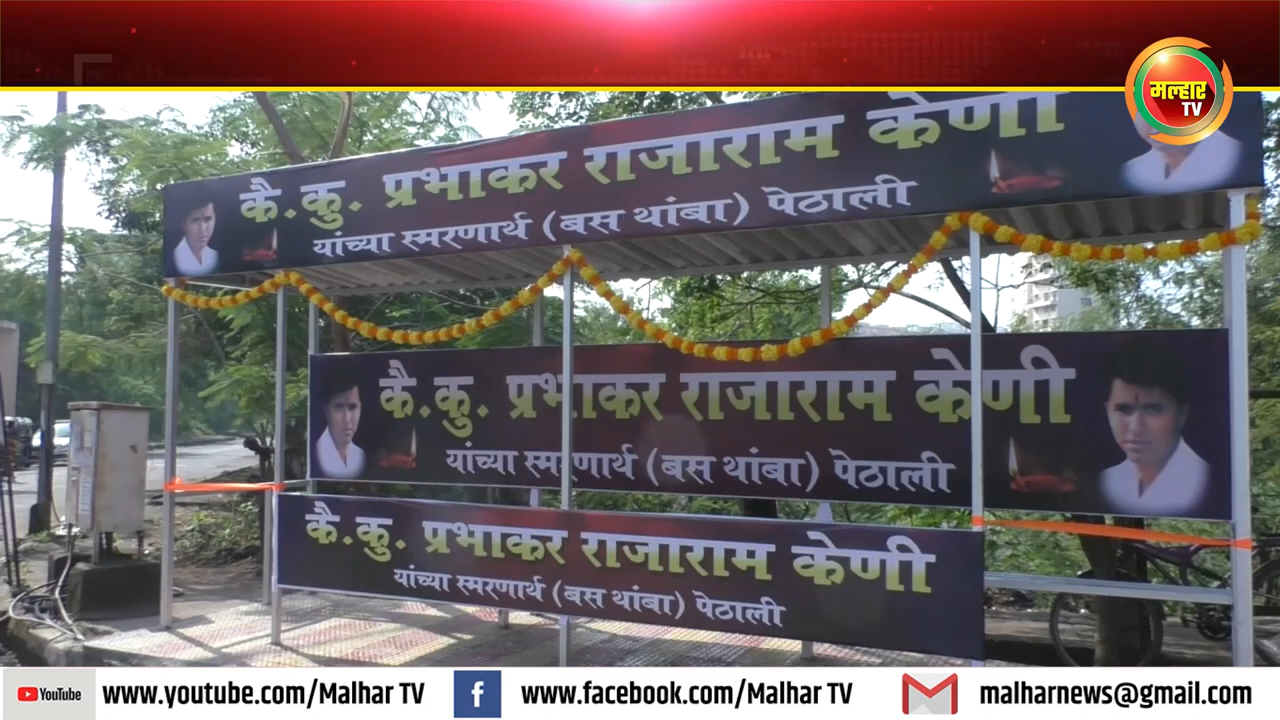 मल्हार
TV
कै.कु. प्रभाकर राजाराम केणी
यांच्या स्मरणार्थ (बस थांबा) पेठाली
कै.कु. प्रभाकर राजाराम केणी
यांच्या स्मरणार्थ (बस थांबा) पेठाली
कै.कु. प्रभाकर राजाराम केणी
यांच्या स्मरणार्थ (बस थांबा) पेठाली
YouTube www.youtube.com/Malhar TV f www.facebook.com/Malhar TV malharnews@gmail.com